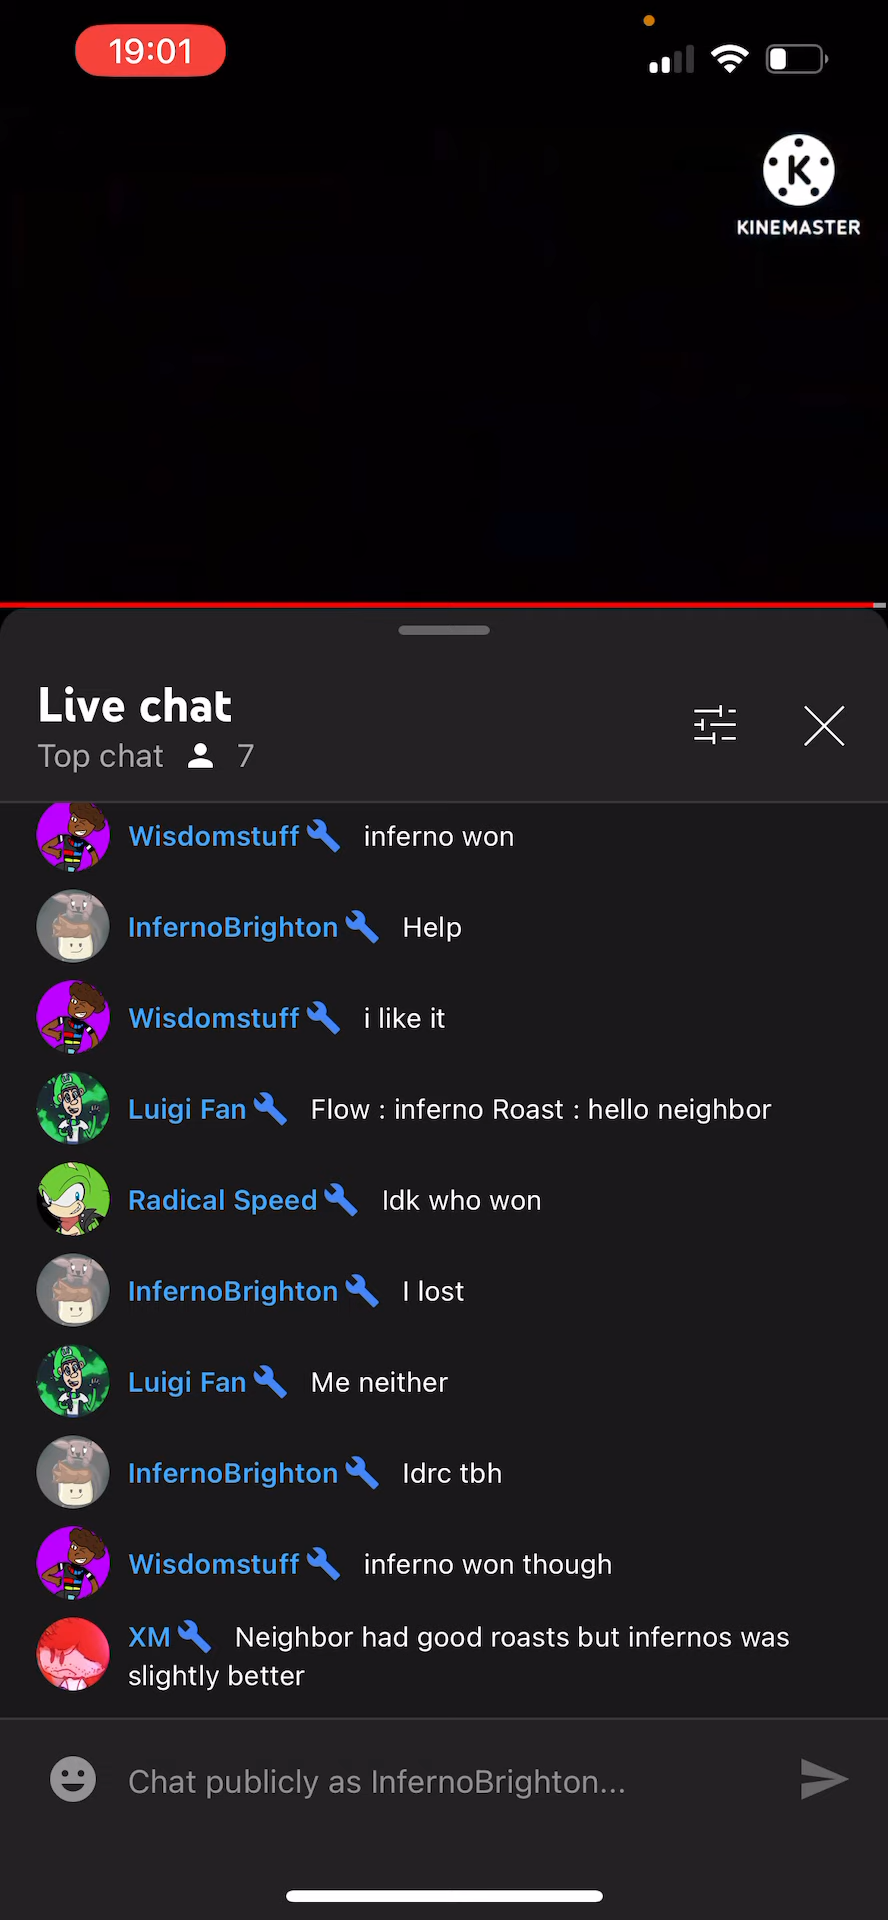 19:01
K
KINEMASTER
Live chat
Top chat 7
Wisdomstuff inferno won
InfernoBrighton Help
Wisdomstuff i like it
Luigi Fan Flow : inferno Roast : hello neighbor
Radical Speed Idk who won
InfernoBrighton I lost
Luigi Fan Me neither
InfernoBrighton Idrc tbh
Wisdomstuff inferno won though
XM Neighbor had good roasts but infernos was
slightly better
Chat publicly as InfernoBrighton...